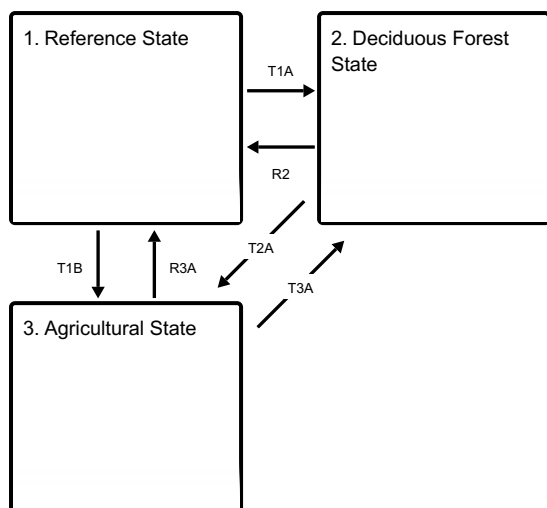 1. Reference State
2. Deciduous Forest
State
T1A
R2
T2A
T1B
R3A
T3A
3. Agricultural State